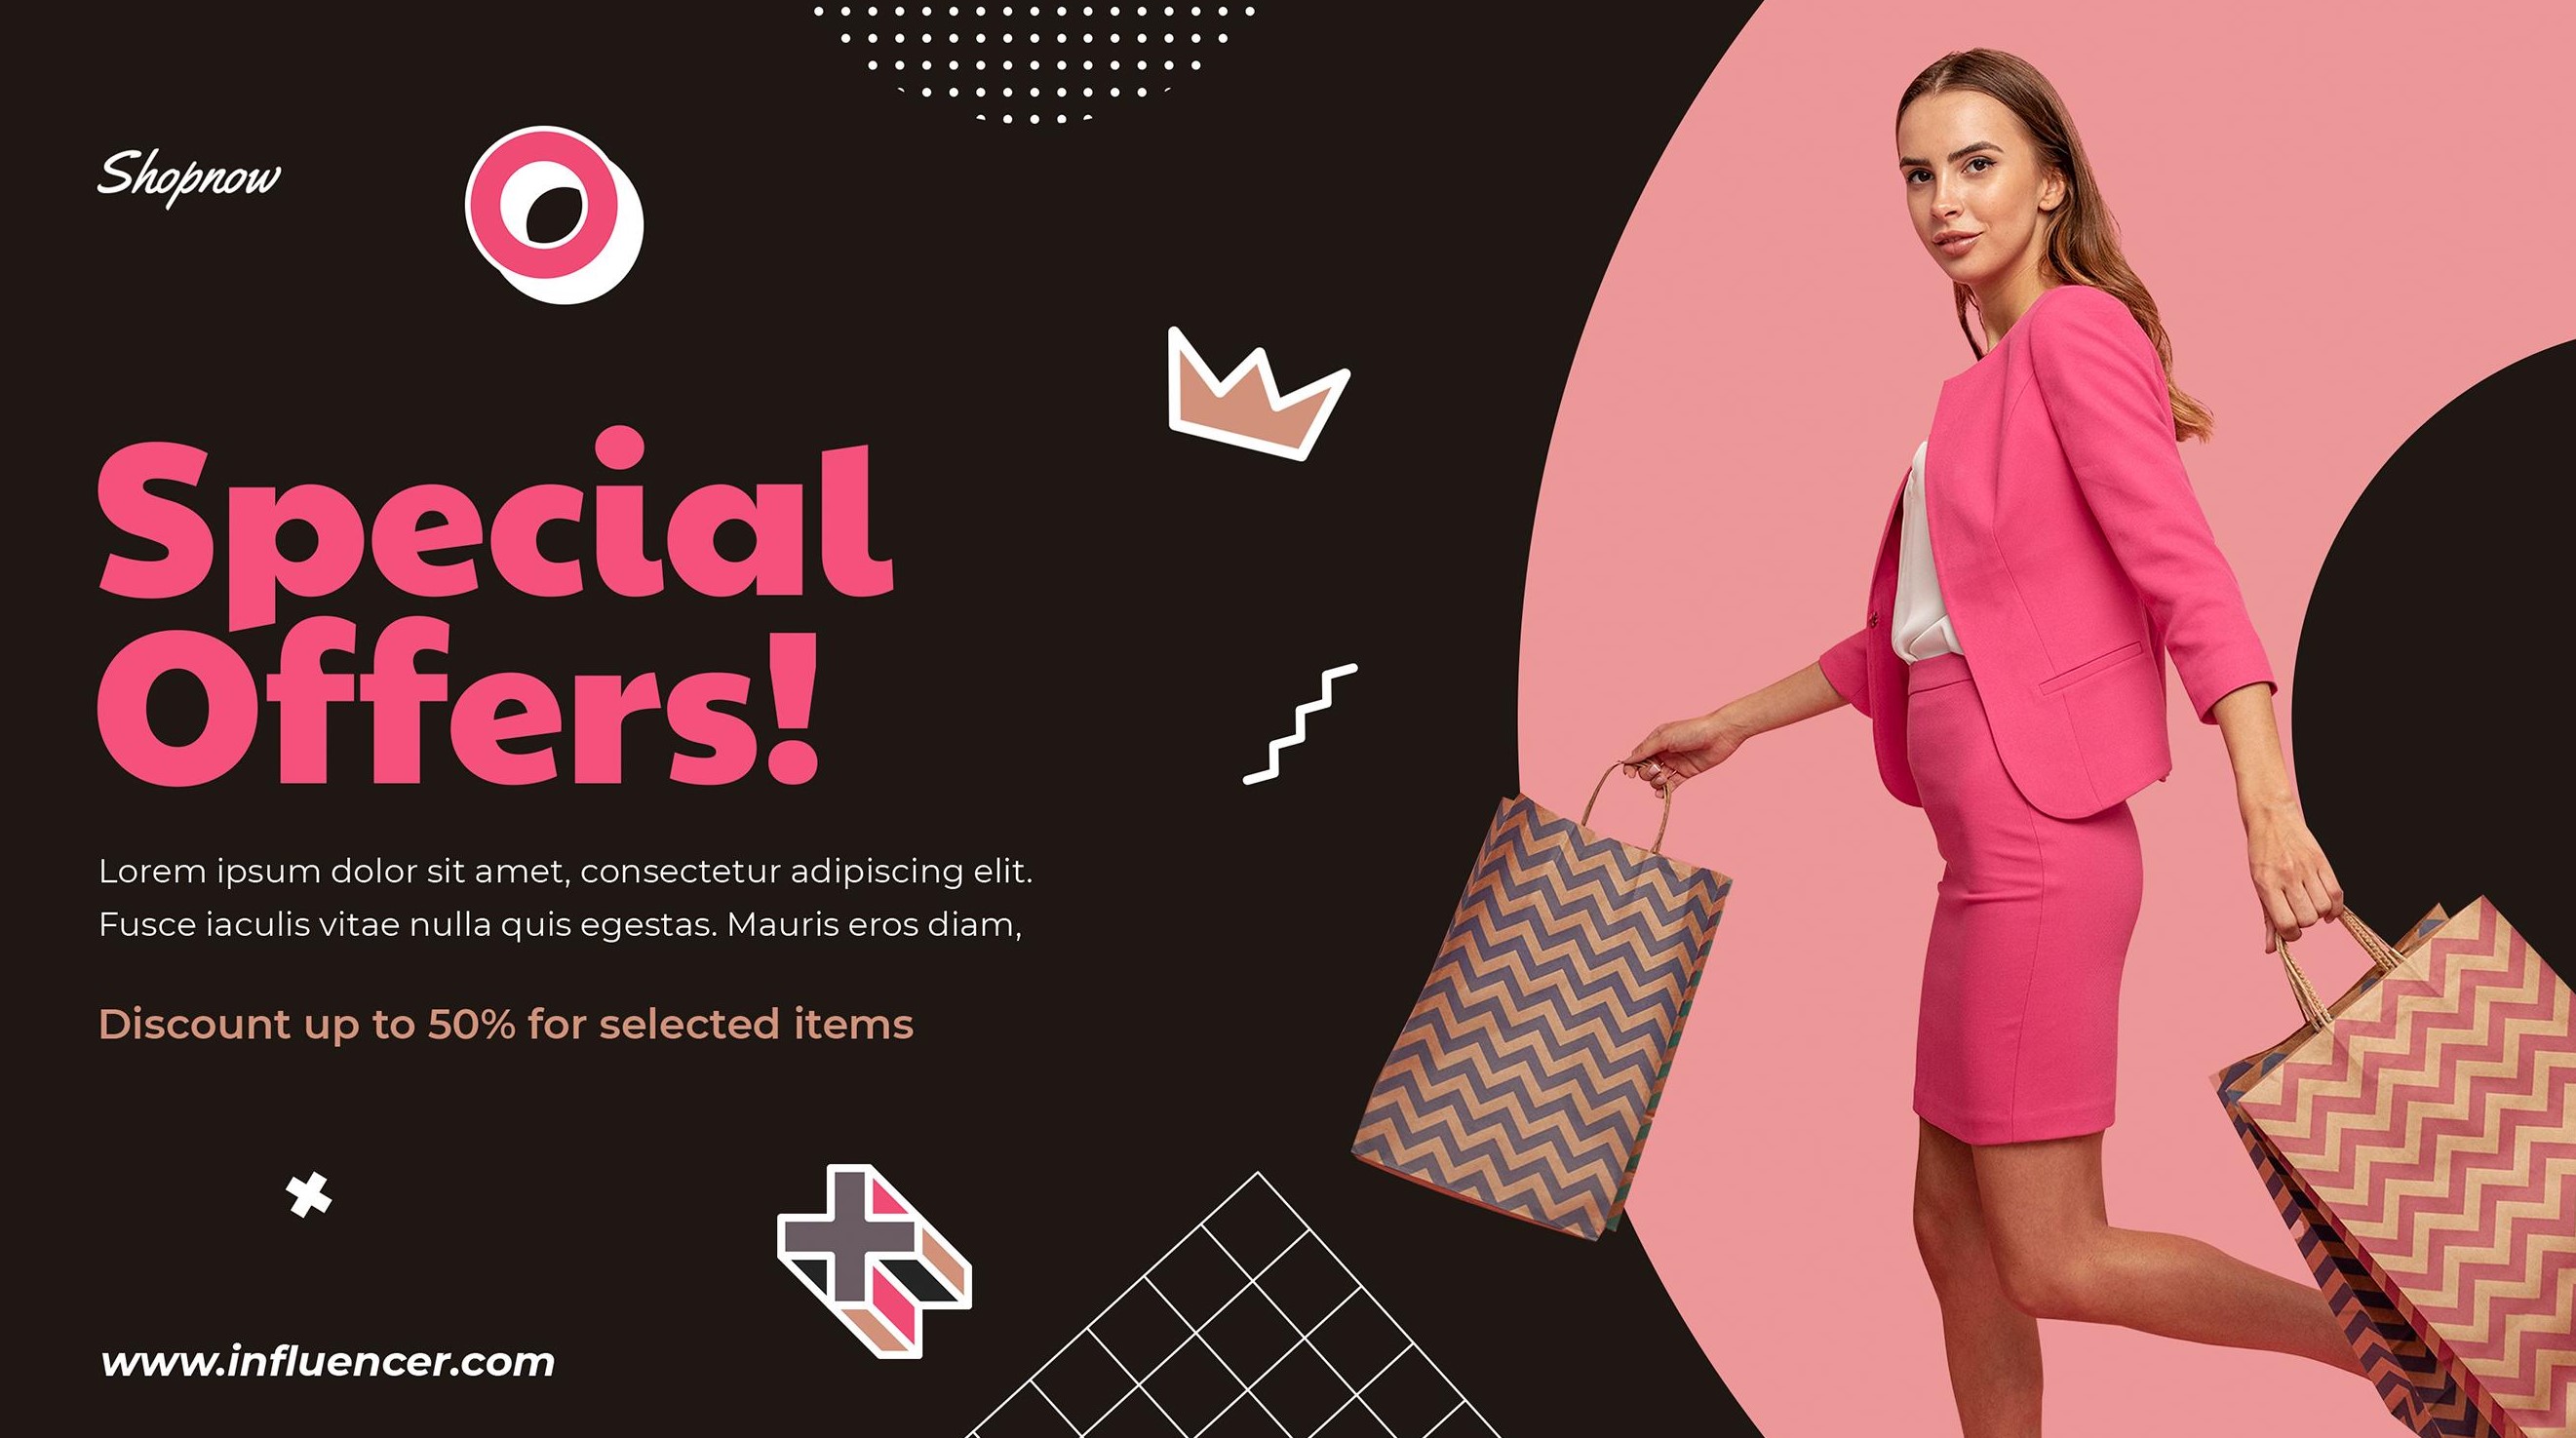 Shopnow
Special
Offers!
Lorem ipsum dolor sit amet, consectetur adipiscing elit.
Fusce iaculis vitae nulla quis egestas. Mauris eros diam,
Discount up to 50% for selected items
www.influencer.com